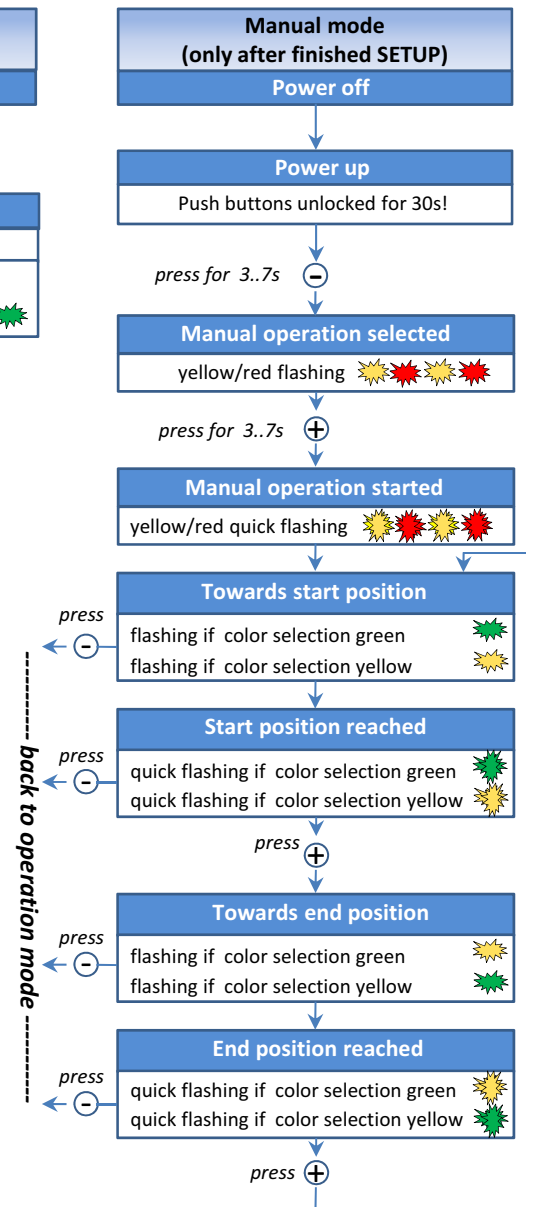 Manual mode
(only after finished SETUP)
Power off
Power up
Push buttons unlocked for 30s!
press for 3..7s -
Manual operation selected
yellow/red flashing
press for 3..7s +
Manual operation started
yellow/red quick flashing
Towards start position
press
-
flashing if color selection green
flashing if color selection yellow
Start position reached
press
-
quick flashing if color selection green
quick flashing if color selection yellow
press +
Towards end position
press
-
flashing if color selection green
flashing if color selection yellow
End position reached
press
-
quick flashing if color selection green
quick flashing if color selection yellow
press +
---------- back to operation mode ----------